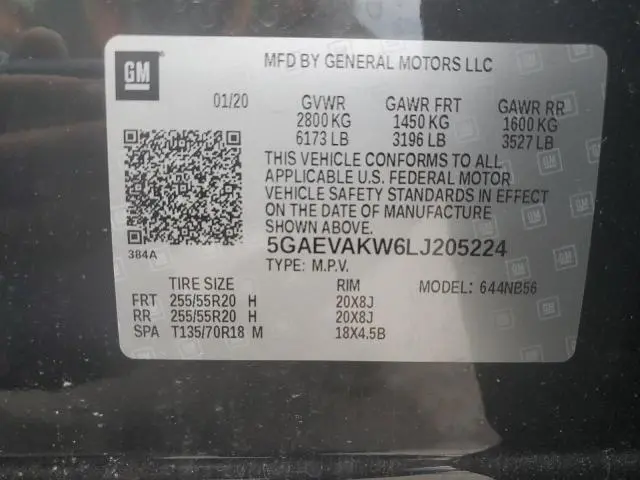 GM
MFD BY GENERAL MOTORS LLC
01/20 GVWR GAWR FRT GAWR RR
2800 KG 1450 KG 1600 KG
6173 LB 3196 LB 3527 LB
THIS VEHICLE CONFORMS TO ALL
APPLICABLE U.S. FEDERAL MOTOR
VEHICLE SAFETY STANDARDS IN EFFECT
ON THE DATE OF MANUFACTURE
SHOWN ABOVE.
384A
5GAEVAKW6LJ205224
TYPE: M.P.V.
TIRE SIZE RIM MODEL: 644NB56
FRT 255/55R20 H 20X8J
RR 255/55R20 H 20X8J
SPA T135/70R18 M 18X4.5B